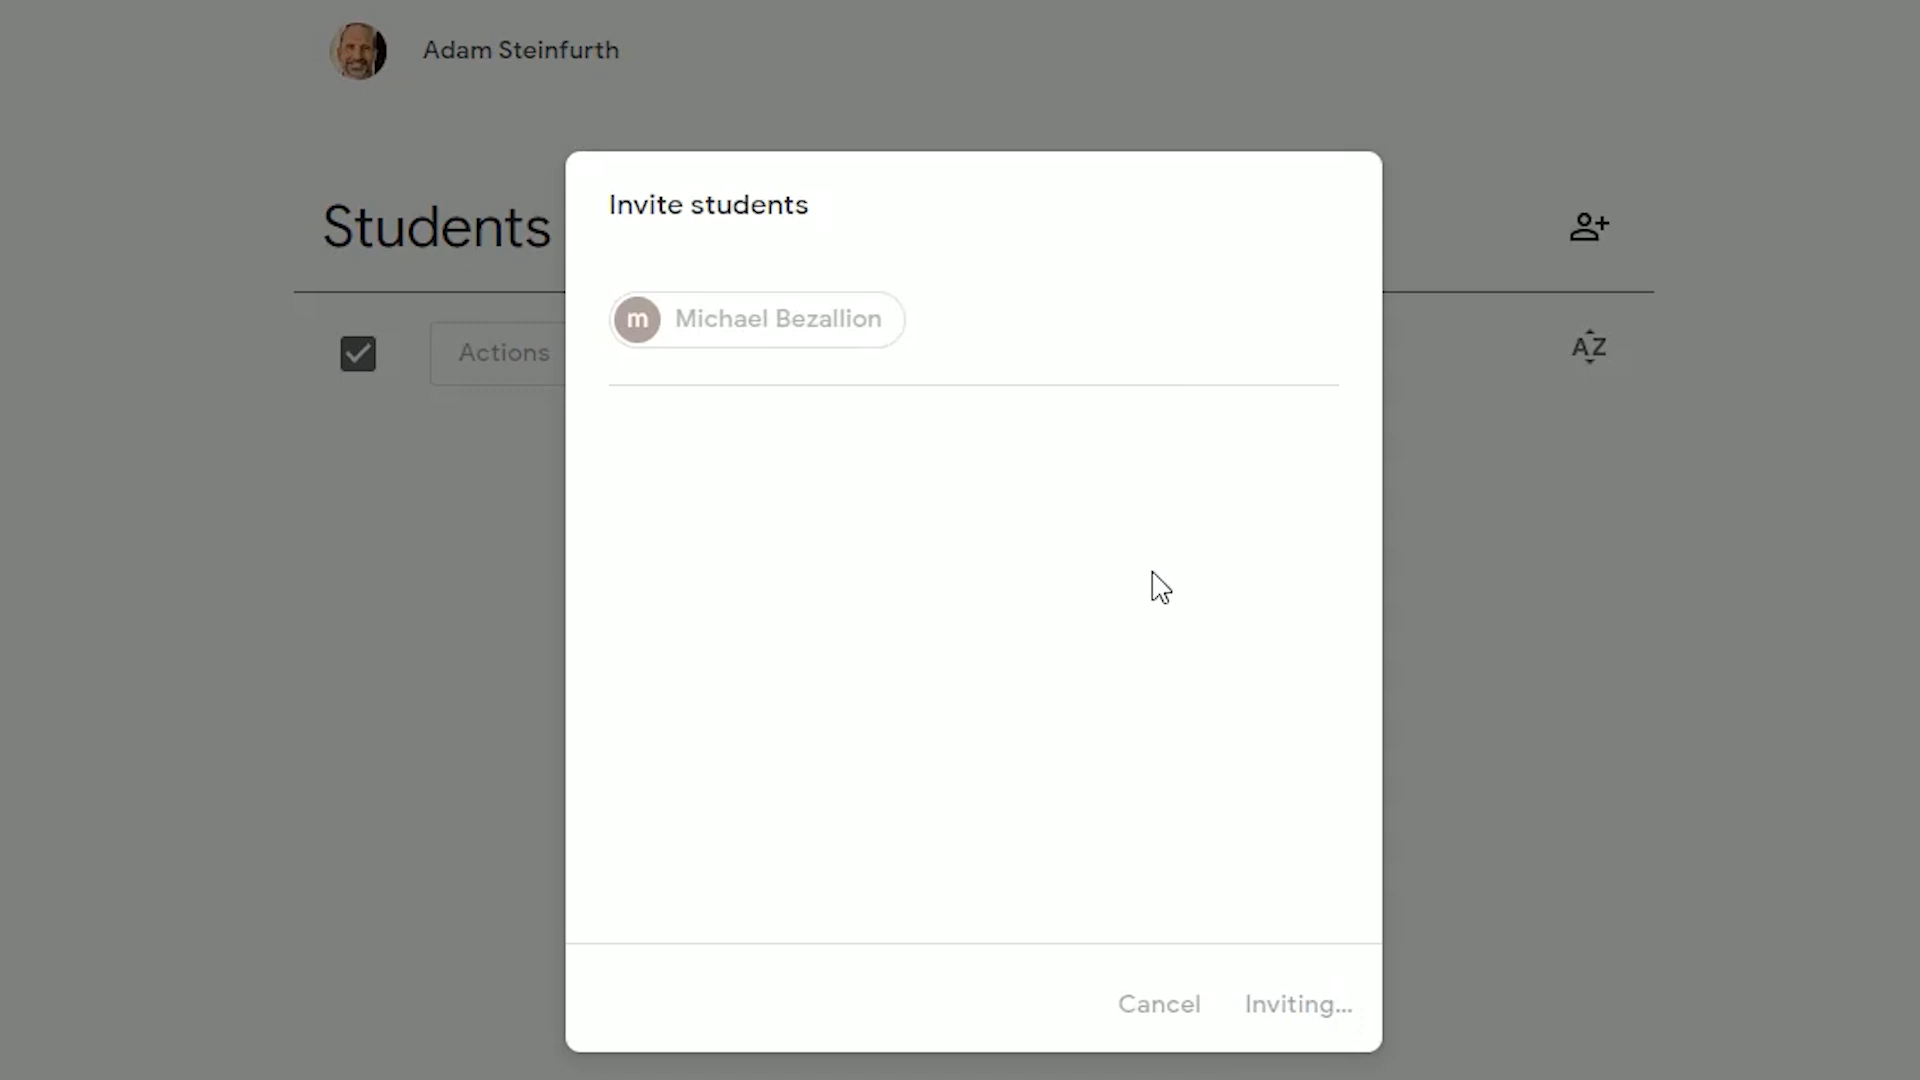 Adam Steinfurth
Invite students
Students
m Michael Bezallion
Actions
AZ
Cancel Inviting...